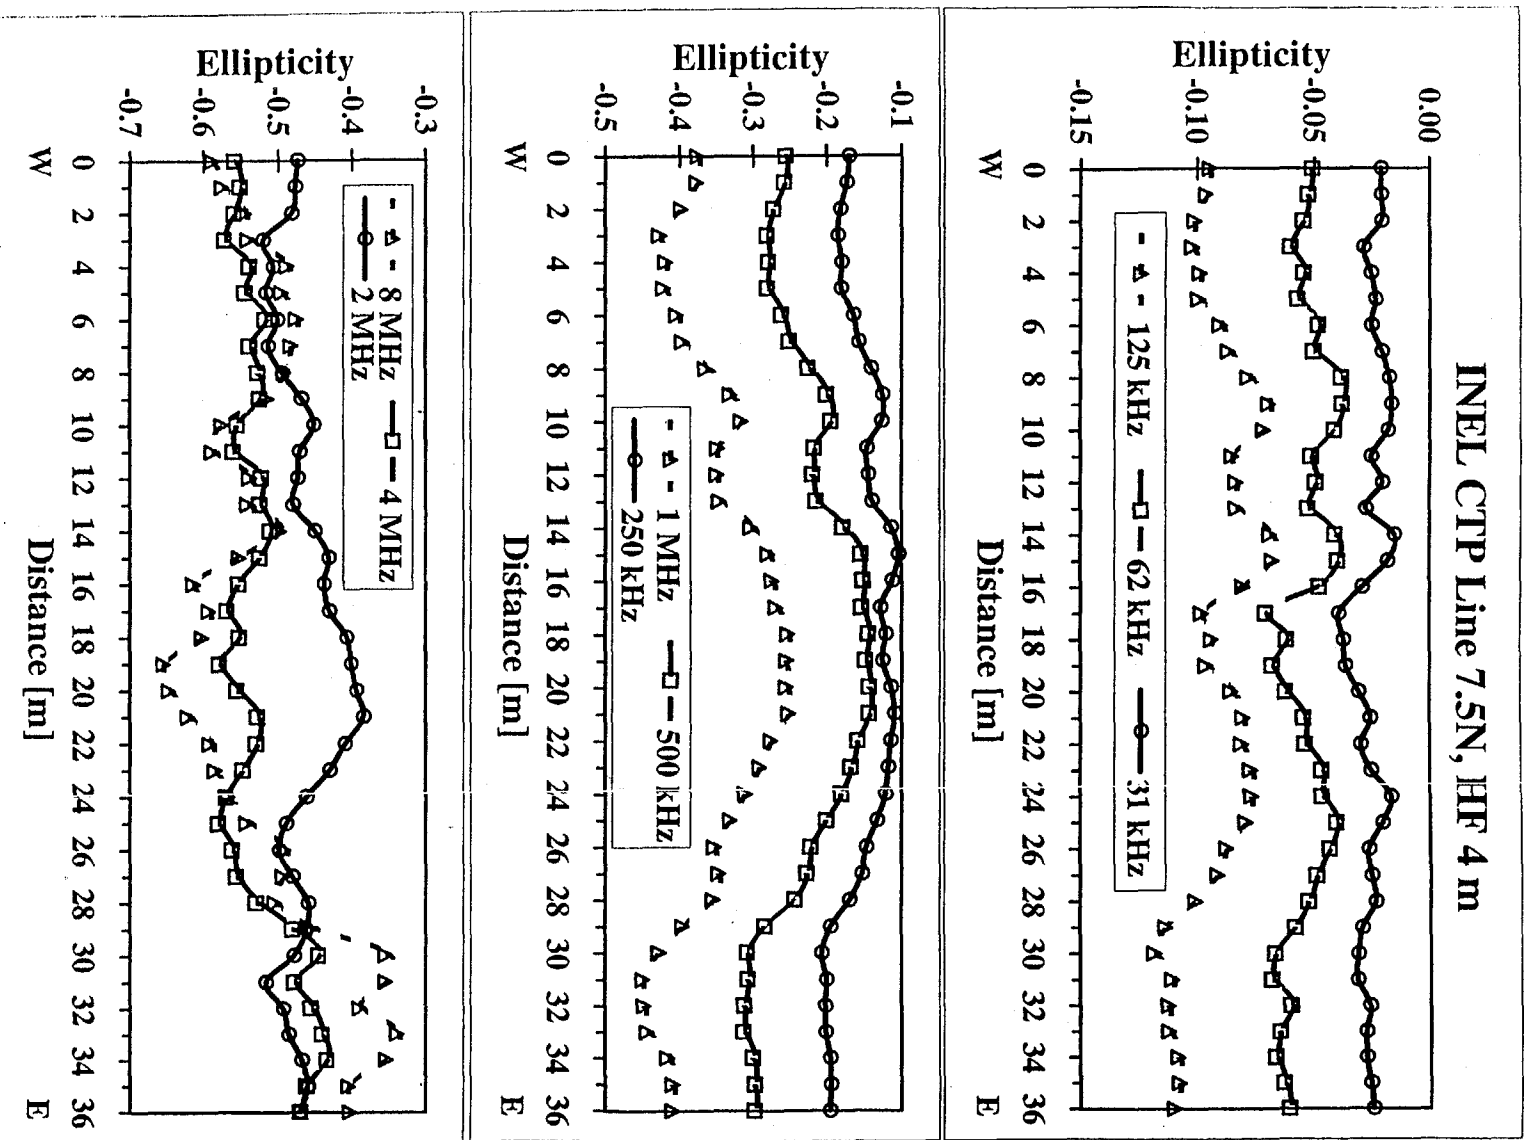 INEL CTP Line 7.5N, HF 4 m
Ellipticity
0.00
-0.05
-0.10
-0.15
0 2 4 6 8 10 12 14 16 18 20 22 24 26 28 30 32 34 36
W Distance [m] E
125 kHz 62 kHz 31 kHz
Ellipticity
-0.1
-0.2
-0.3
-0.4
-0.5
0 2 4 6 8 10 12 14 16 18 20 22 24 26 28 30 32 34 36
W Distance [m] E
1 MHz 500 kHz
250 kHz
Ellipticity
-0.3
-0.4
-0.5
-0.6
-0.7
0 2 4 6 8 10 12 14 16 18 20 22 24 26 28 30 32 34 36
W Distance [m] E
8 MHz 4 MHz
2 MHz